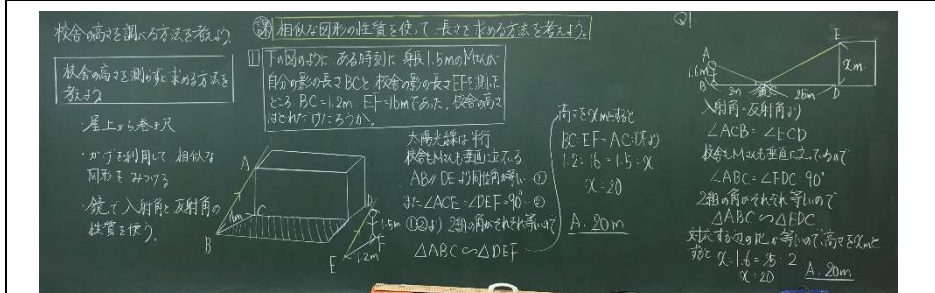 校舎の高さを調べる方法を考えよう。
校舎の高さを測らずに求める方法を
考えよう
・屋上から巻き尺
・かげを利用して、相似な
図形をみつける
・鏡で入射角と反射角の
性質を使う。
課 相似な図形の性質を使って、長さを求める方法を考えよう。
1 下の図のように、ある時刻に、身長1.5mのMさんが
自分の影の長さBCと、校舎の影の長さEFを測った
ところ BC=1.2m、EF=16mであった。校舎の高さ
はどれだけだろうか。
A
B
C
16m
D
E
F
1.5m
1.2m
太陽光線は平行
校舎もMさんも垂直に立っている
AB//DEより同位角が等しい…①
また∠ACE=∠DEF=90°…②
①②より 2組の角がそれぞれ等しいので
△ABC∽△DEF
高さをxmとすると
BC:EF=AC:DFより
1.2:16=1.5:x
x=20
A. 20m
Q1.
A
1.6m
B
2m
鏡C
25m
D
E
xm
入射角=反射角より
∠ACB=∠ECD
校舎もMさんも垂直に立っているので
∠ABC=∠EDC=90°
2組の角がそれぞれ等しいので
△ABC∽△EDC
対応する辺の比が等しいので、高さをxmと
すると x:1.6=25:2
x=20
A. 20m